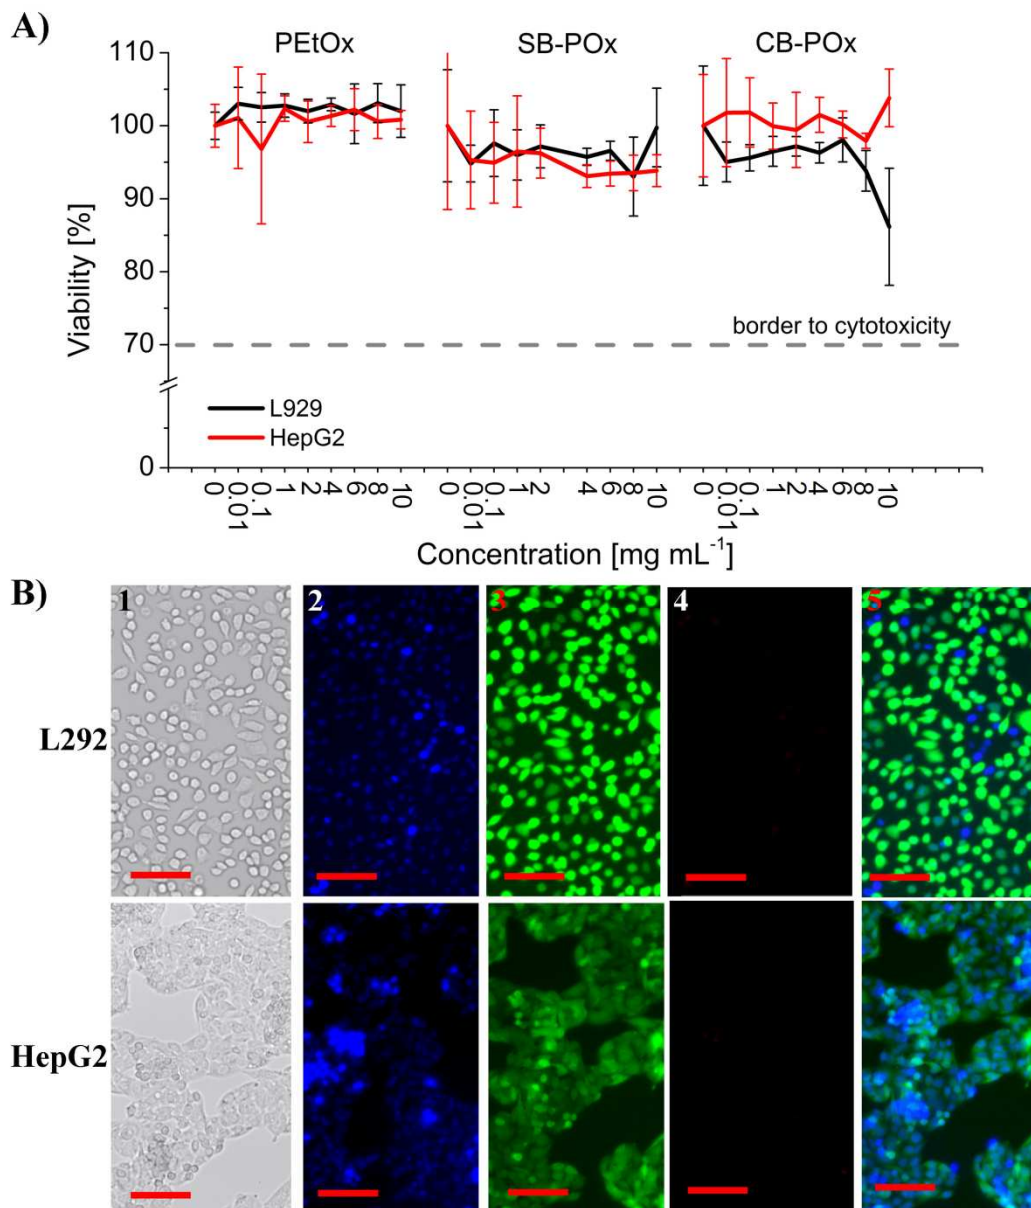 A)
PEtOx SB-POx CB-POx
110
100
90
80
70
0
Viability [%]
border to cytotoxicity
L929
HepG2
0 0.01 0.1 1 2 4 6 8 10 0 0.01 0.1 1 2 4 6 8 10 0 0.01 0.1 1 2 4 6 8 10
Concentration [mg mL⁻¹]
B)
1 2 3 4 5
L292
HepG2